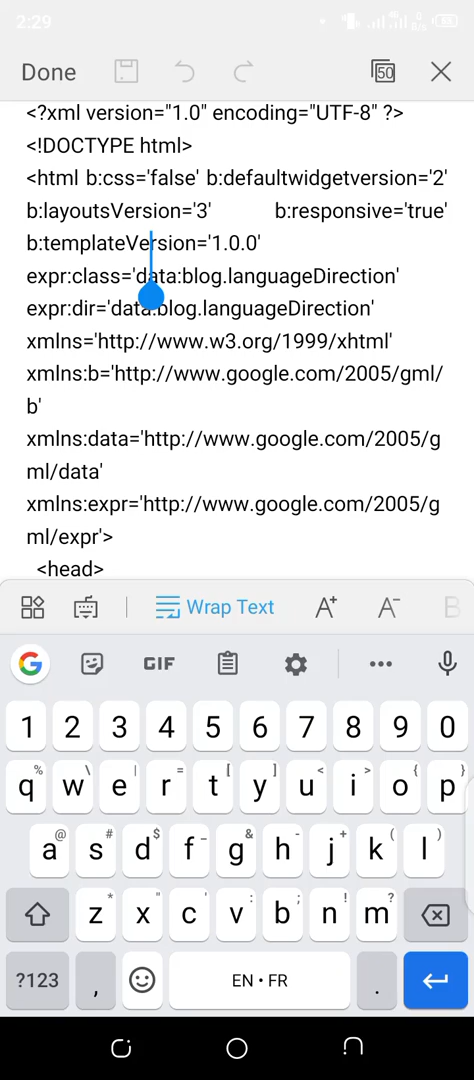 2:29
Done
50
<?xml version="1.0" encoding="UTF-8" ?>
<!DOCTYPE html>
<html b:css='false' b:defaultwidgetversion='2'
b:layoutsVersion='3' b:responsive='true'
b:templateVersion='1.0.0'
expr:class='data:blog.languageDirection'
expr:dir='data:blog.languageDirection'
xmlns='http://www.w3.org/1999/xhtml'
xmlns:b='http://www.google.com/2005/gml/
b'
xmlns:data='http://www.google.com/2005/g
ml/data'
xmlns:expr='http://www.google.com/2005/g
ml/expr'>
<head>
Wrap Text A+ A- B
G GIF
1 2 3 4 5 6 7 8 9 0
% \ | = [ ] < > { }
q w e r t y u i o p
@ # $ _ & - + ( )
a s d f g h j k l
* " ' : ; ! ?
z x c v b n m
?123 , EN • FR .